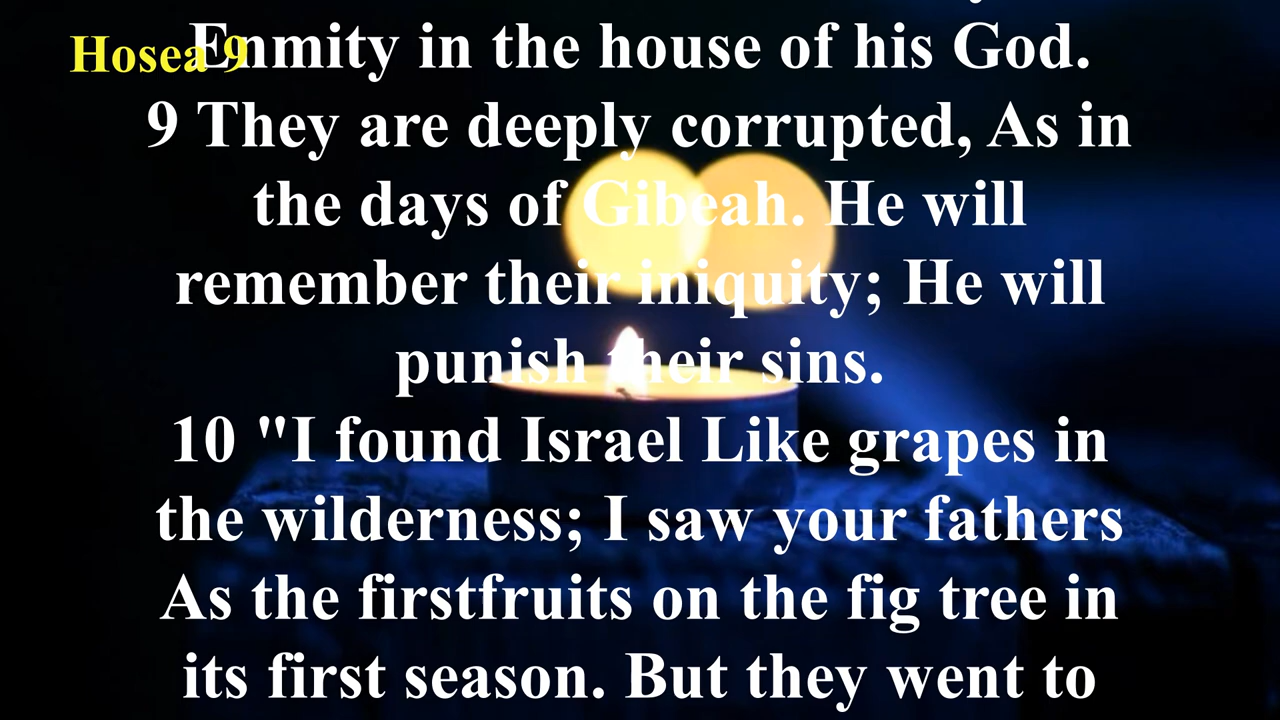 Hosea 9
Enmity in the house of his God.
9 They are deeply corrupted, As in
the days of Gibeah. He will
remember their iniquity; He will
punish their sins.
10 "I found Israel Like grapes in
the wilderness; I saw your fathers
As the firstfruits on the fig tree in
its first season. But they went to